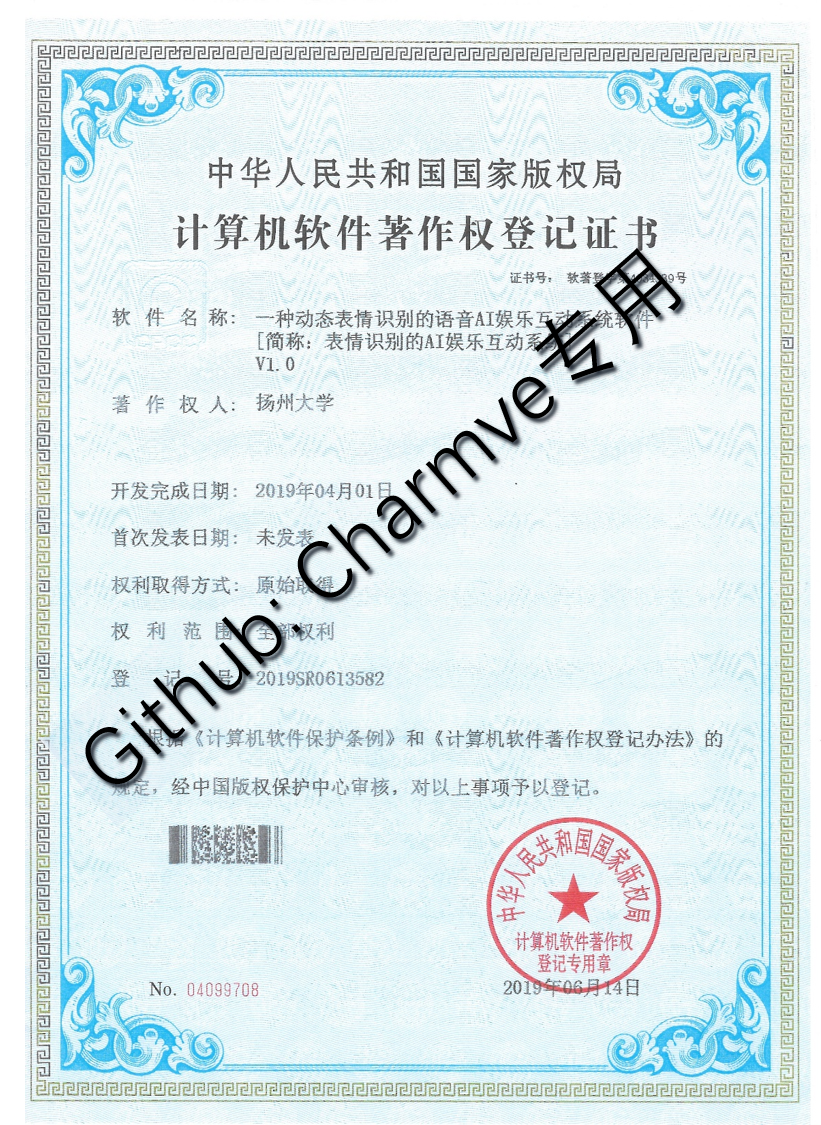 中华人民共和国国家版权局
计算机软件著作权登记证书
证书号： 软著登 39号
软件名称： 一种动态表情识别的语音AI娱乐互动系统软件
[简称：表情识别的AI娱乐互动系统]
V1.0
著作权人： 扬州大学
开发完成日期： 2019年04月01日
首次发表日期： 未发表
权利取得方式： 原始取得
权利范围 全部权利
登记号 2019SR0613582
根据《计算机软件保护条例》和《计算机软件著作权登记办法》的
规定，经中国版权保护中心审核，对以上事项予以登记。
中华人民共和国国家版权局
计算机软件著作权
登记专用章
No. 04099708
2019年06月14日
Github: Charmve专用